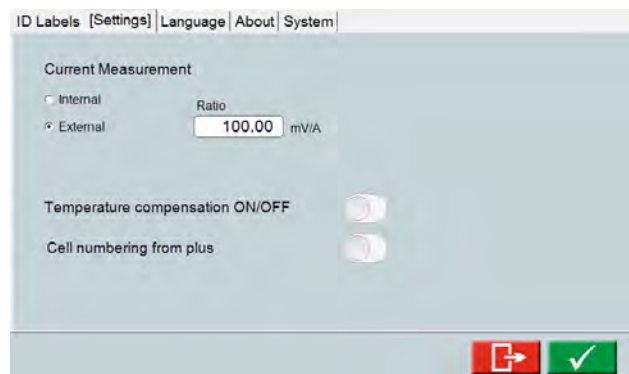 ID Labels [Settings] Language About System
Current Measurement
Internal
Ratio
External 100.00 mV/A
Temperature compensation ON/OFF
Cell numbering from plus